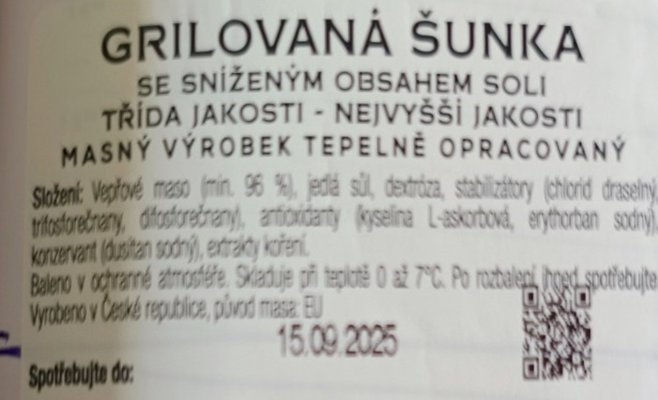 GRILOVANÁ ŠUNKA
SE SNÍŽENÝM OBSAHEM SOLI
TŘÍDA JAKOSTI - NEJVYŠŠÍ JAKOSTI
MASNÝ VÝROBEK TEPELNĚ OPRACOVANÝ
Složení: Vepřové maso (min. 96 %), jedlá sůl, dextróza, stabilizátory (chlorid draselný,
trifosforečnany, difosforečnany), antioxidanty (kyselina L-askorbová, erythorban sodný),
konzervant (dusitan sodný), extrakty koření.
Baleno v ochranné atmosféře. Skladuje při teplotě 0 až 7°C. Po rozbalení ihned spotřebujte.
Vyrobeno v České republice, původ masa: EU
15.09.2025
Spotřebujte do: